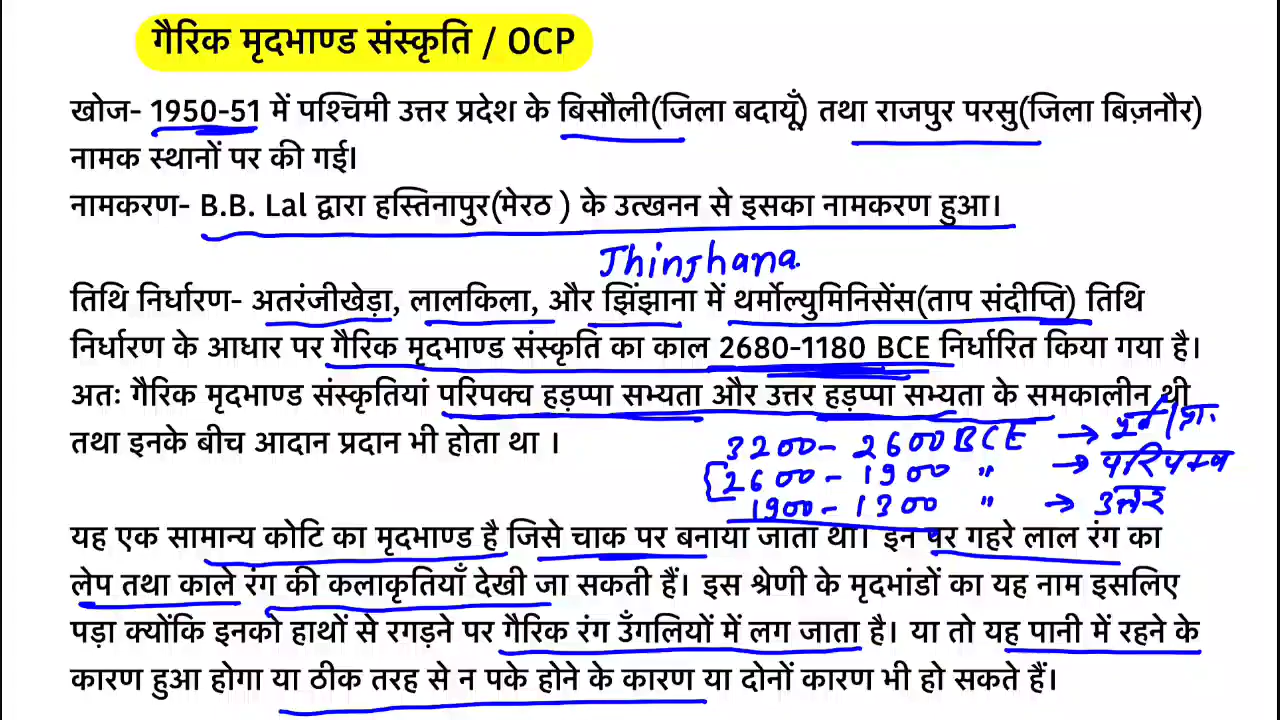 गैरिक मृदभाण्ड संस्कृति / OCP
खोज- 1950-51 में पश्चिमी उत्तर प्रदेश के बिसौली(जिला बदायूँ) तथा राजपुर परसु(जिला बिज़नौर)
नामक स्थानों पर की गई।
नामकरण- B.B. Lal द्वारा हस्तिनापुर(मेरठ ) के उत्खनन से इसका नामकरण हुआ।
Jhinjhana
तिथि निर्धारण- अतरंजीखेड़ा, लालकिला, और झिंझाना में थर्मोल्युमिनिसेंस(ताप संदीप्ति) तिथि
निर्धारण के आधार पर गैरिक मृदभाण्ड संस्कृति का काल 2680-1180 BCE निर्धारित किया गया है।
अतः गैरिक मृदभाण्ड संस्कृतियां परिपक्व हड़प्पा सभ्यता और उत्तर हड़प्पा सभ्यता के समकालीन थी
तथा इनके बीच आदान प्रदान भी होता था ।
3200- 2600 BCE → पूर्व/प्रा.
2600 - 1900 " → परिपक्व
1900 - 1300 " → उत्तर
यह एक सामान्य कोटि का मृदभाण्ड है जिसे चाक पर बनाया जाता था। इन पर गहरे लाल रंग का
लेप तथा काले रंग की कलाकृतियाँ देखी जा सकती हैं। इस श्रेणी के मृदभांडों का यह नाम इसलिए
पड़ा क्योंकि इनको हाथों से रगड़ने पर गैरिक रंग उँगलियों में लग जाता है। या तो यह पानी में रहने के
कारण हुआ होगा या ठीक तरह से न पके होने के कारण या दोनों कारण भी हो सकते हैं।